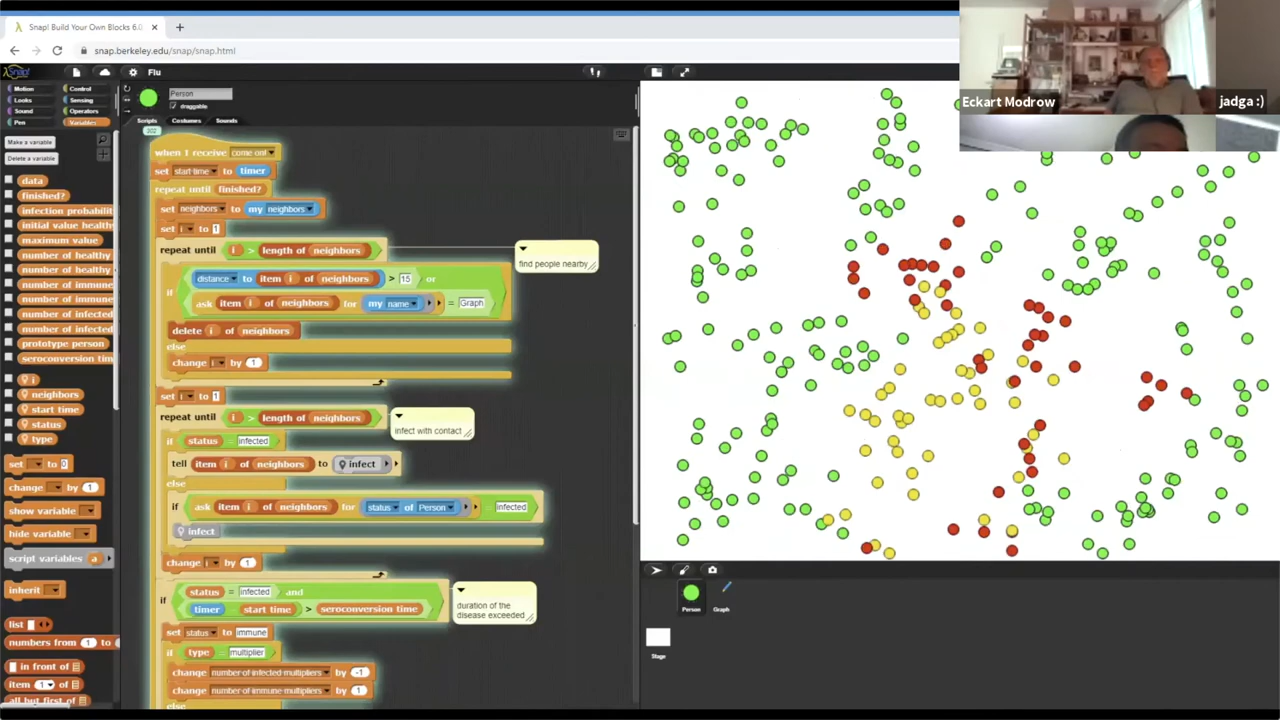 Snap! Build Your Own Blocks 6.0
snap.berkeley.edu/snap/snap.html
Eckart Modrow
jadga :)
Snap!
Flu
Motion
Control
Looks
Sensing
Sound
Operators
Pen
Variables
Person
draggable
Scripts
Costumes
Sounds
Make a variable
Delete a variable
data
finished?
infection probabilit
initial value health
maximum value
number of healthy
number of healthy
number of immune
number of immune
number of infected
number of infected
prototype person
seroconversion tim
i
neighbors
start time
status
type
set to 0
change by 1
show variable
hide variable
script variables a
inherit
list
numbers from 1 to
in front of
item 1 of
all but first of
when I receive come on!
set start time to timer
repeat until finished?
set neighbors to my neighbors
set i to 1
repeat until i > length of neighbors
find people nearby
if
distance to item i of neighbors > 15 or
ask item i of neighbors for my name = Graph
delete i of neighbors
else
change i by 1
set i to 1
repeat until i > length of neighbors
infect with contact
if status = infected
tell item i of neighbors to infect
else
if ask item i of neighbors for status of Person = infected
infect
change i by 1
if
status = infected and
timer - start time > seroconversion time
duration of the
disease exceeded
set status to immune
if type = multiplier
change number of infected multipliers by -1
change number of immune multipliers by 1
else
Person
Graph
Stage